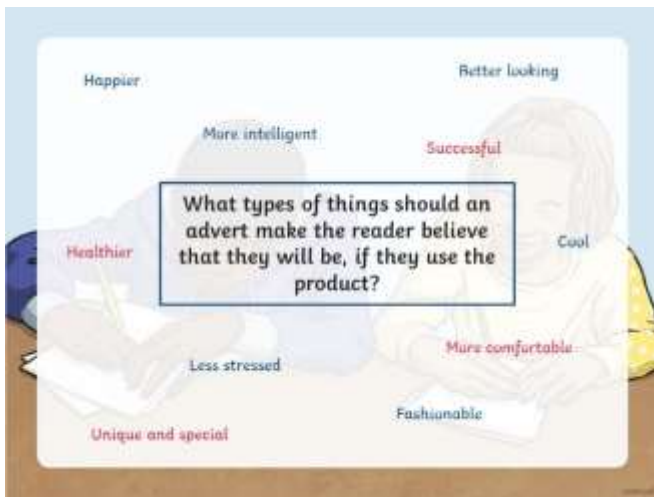 Happier
Better looking
More intelligent
Successful
What types of things should an
advert make the reader believe
that they will be, if they use the
product?
Healthier
Cool
More comfortable
Less stressed
Fashionable
Unique and special